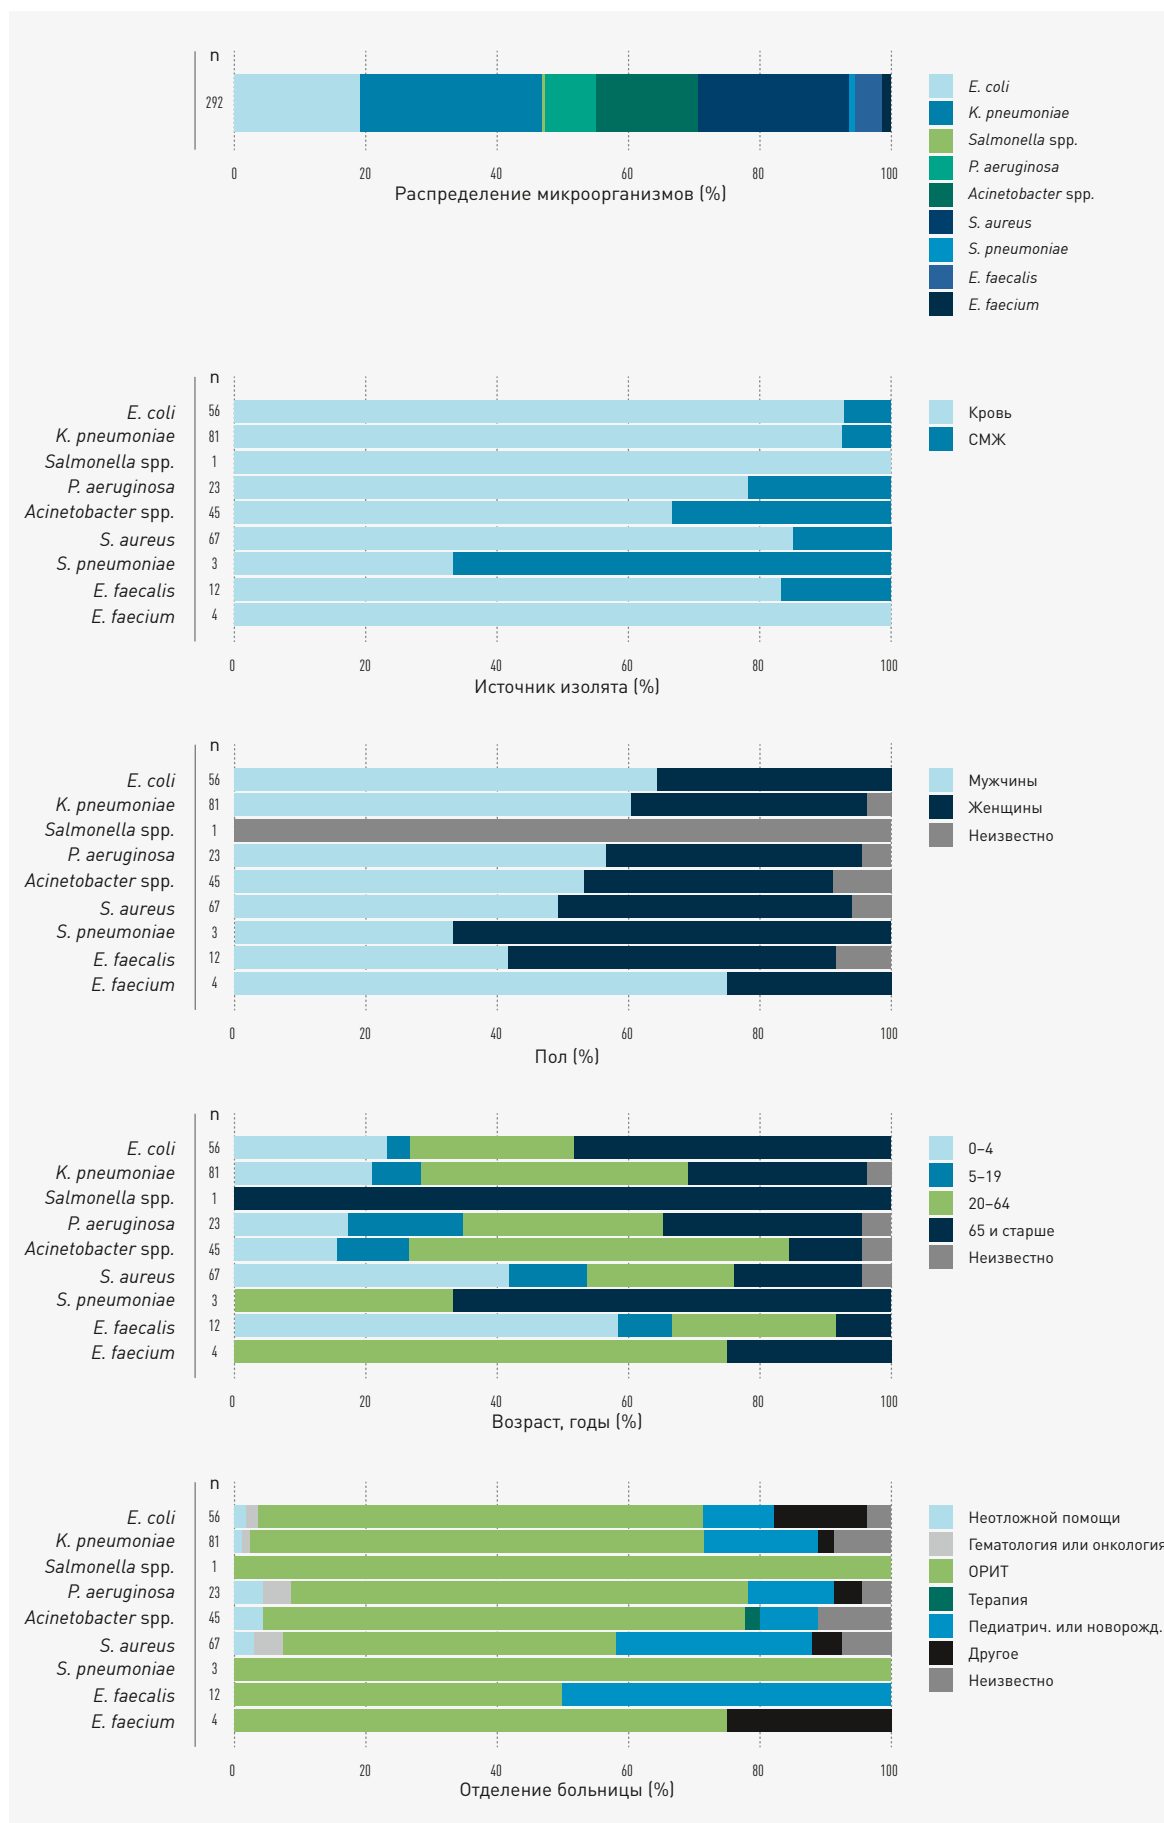 n
292
0 20 40 60 80 100
Распределение микроорганизмов (%)
E. coli
K. pneumoniae
Salmonella spp.
P. aeruginosa
Acinetobacter spp.
S. aureus
S. pneumoniae
E. faecalis
E. faecium
n
E. coli 56
K. pneumoniae 81
Salmonella spp. 1
P. aeruginosa 23
Acinetobacter spp. 45
S. aureus 67
S. pneumoniae 3
E. faecalis 12
E. faecium 4
0 20 40 60 80 100
Источник изолята (%)
Кровь
СМЖ
n
E. coli 56
K. pneumoniae 81
Salmonella spp. 1
P. aeruginosa 23
Acinetobacter spp. 45
S. aureus 67
S. pneumoniae 3
E. faecalis 12
E. faecium 4
0 20 40 60 80 100
Пол (%)
Мужчины
Женщины
Неизвестно
n
E. coli 56
K. pneumoniae 81
Salmonella spp. 1
P. aeruginosa 23
Acinetobacter spp. 45
S. aureus 67
S. pneumoniae 3
E. faecalis 12
E. faecium 4
0 20 40 60 80 100
Возраст, годы (%)
0–4
5–19
20–64
65 и старше
Неизвестно
n
E. coli 56
K. pneumoniae 81
Salmonella spp. 1
P. aeruginosa 23
Acinetobacter spp. 45
S. aureus 67
S. pneumoniae 3
E. faecalis 12
E. faecium 4
0 20 40 60 80 100
Отделение больницы (%)
Неотложной помощи
Гематология или онкология
ОРИТ
Терапия
Педиатрич. или новорожд.
Другое
Неизвестно